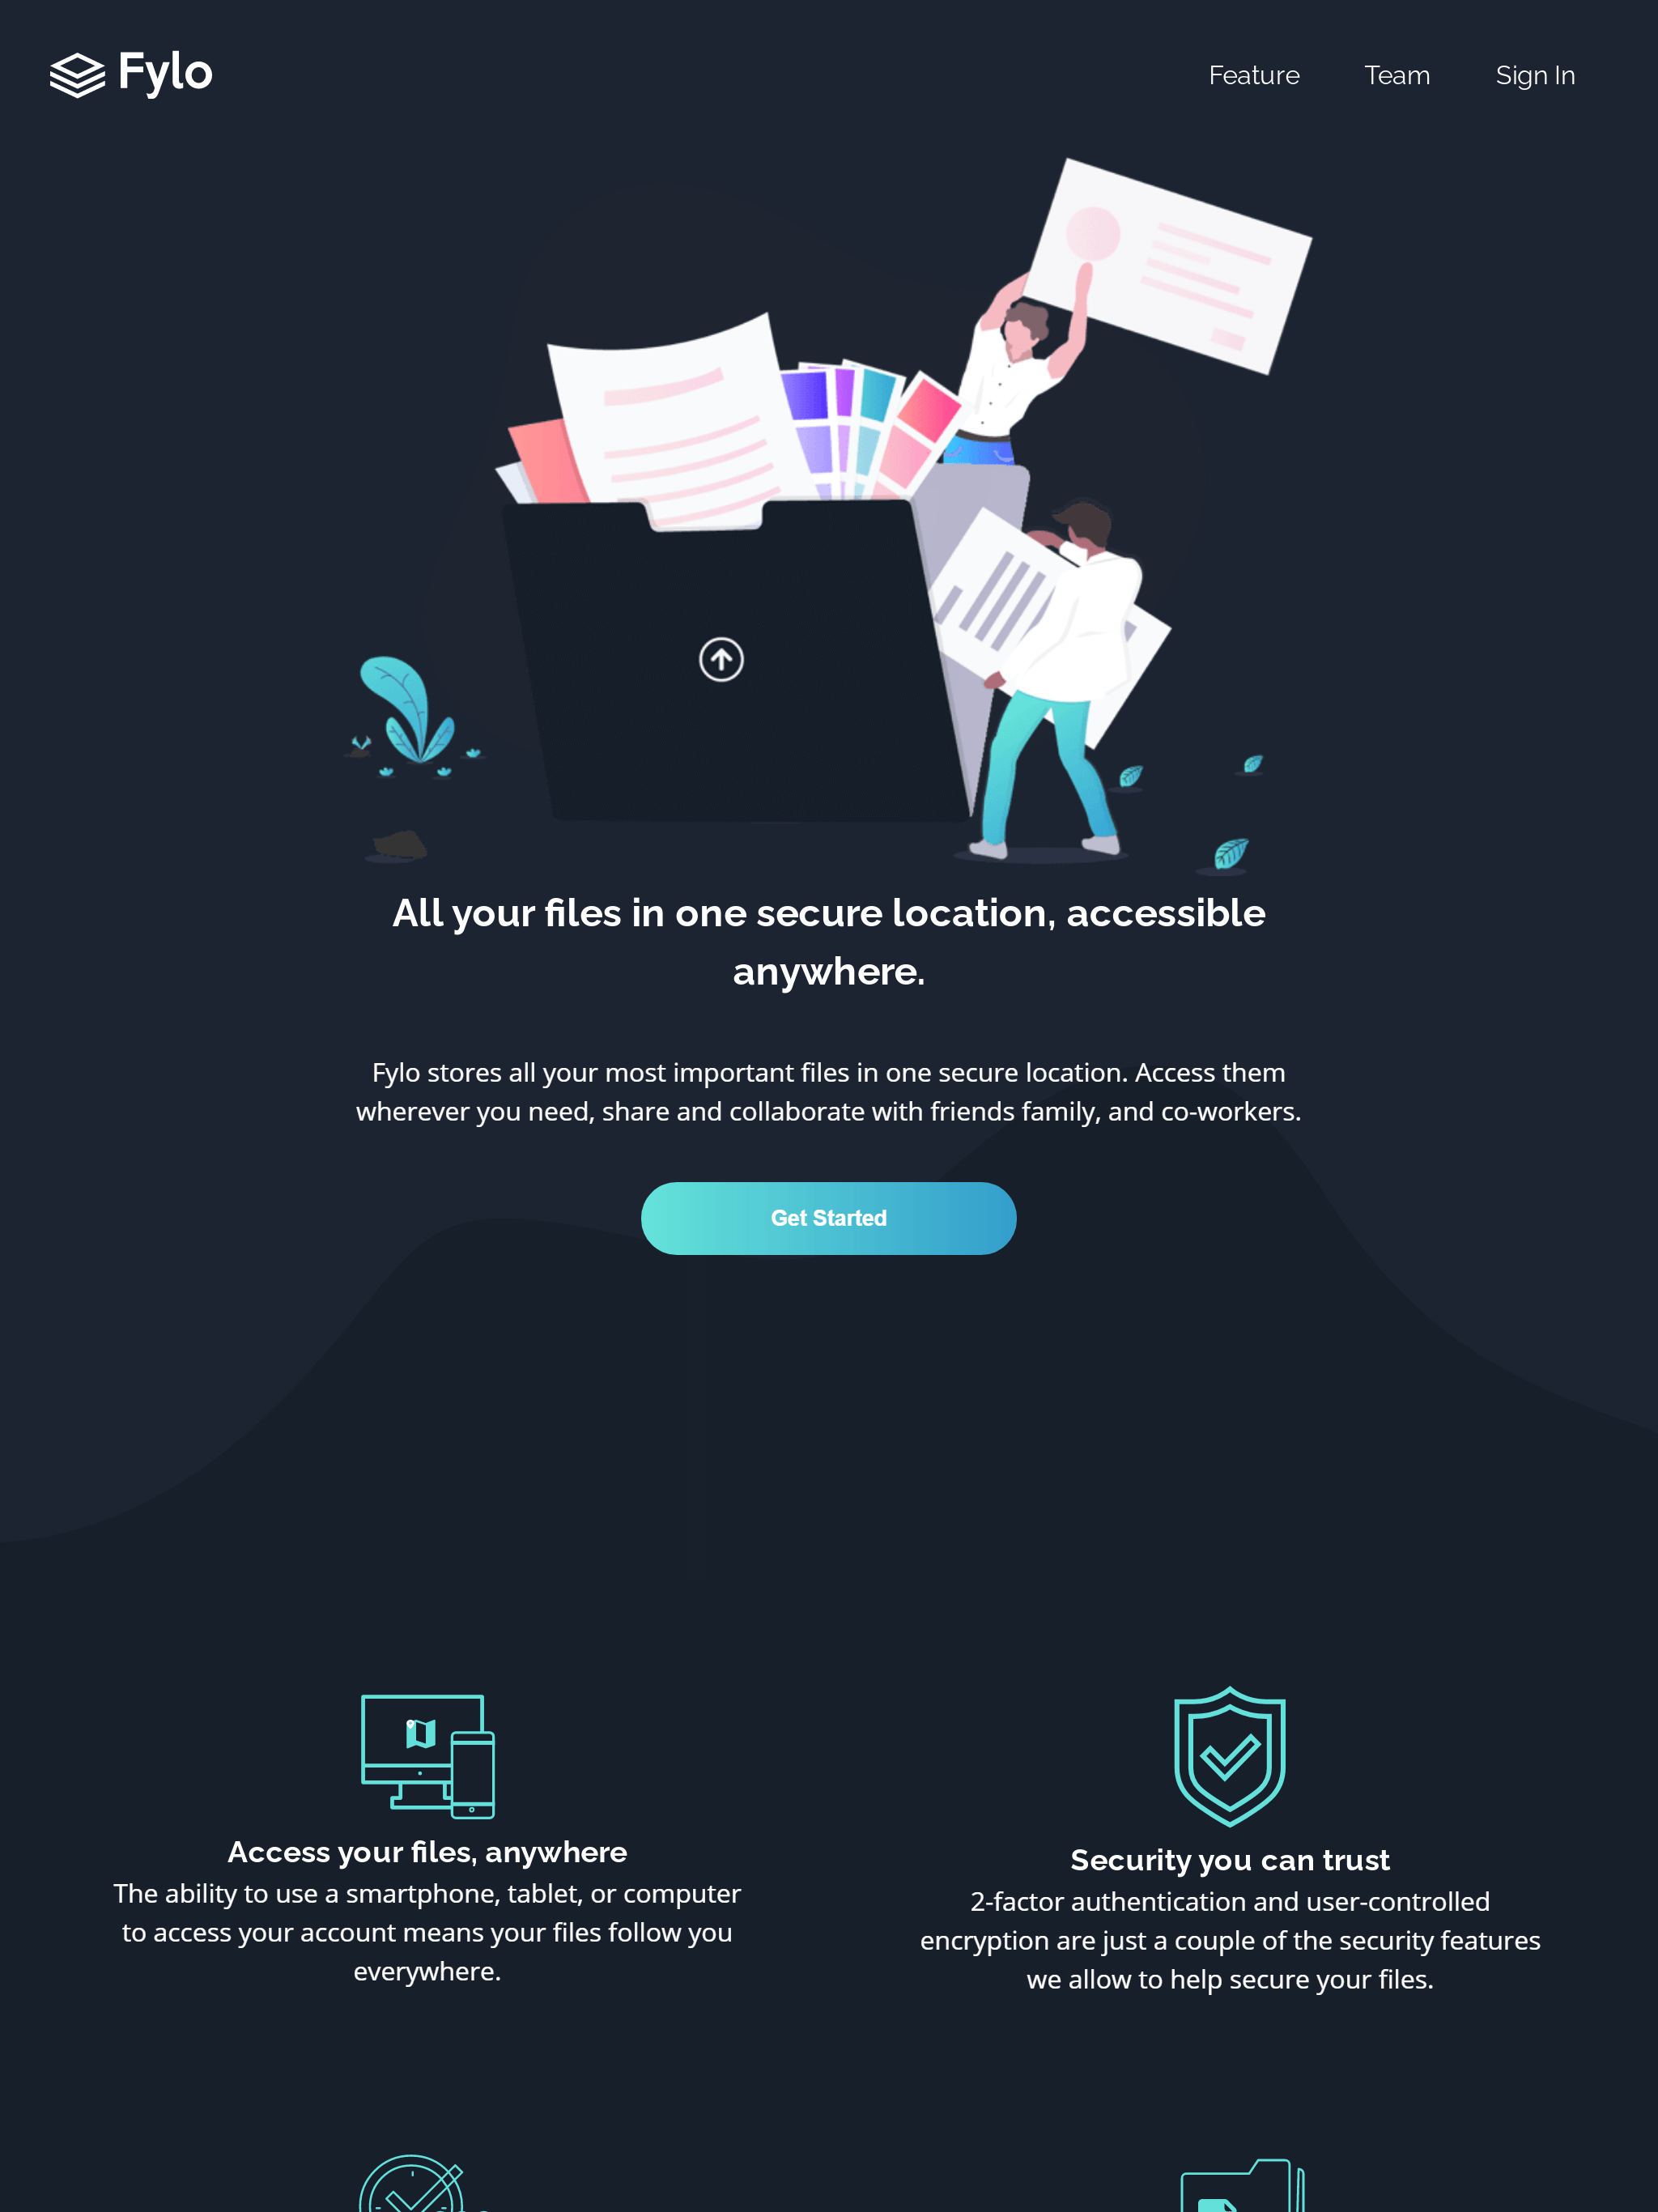 Fylo
Feature
Team
Sign In
All your files in one secure location, accessible
anywhere.
Fylo stores all your most important files in one secure location. Access them
wherever you need, share and collaborate with friends family, and co-workers.
Get Started
Access your files, anywhere
The ability to use a smartphone, tablet, or computer
to access your account means your files follow you
everywhere.
Security you can trust
2-factor authentication and user-controlled
encryption are just a couple of the security features
we allow to help secure your files.